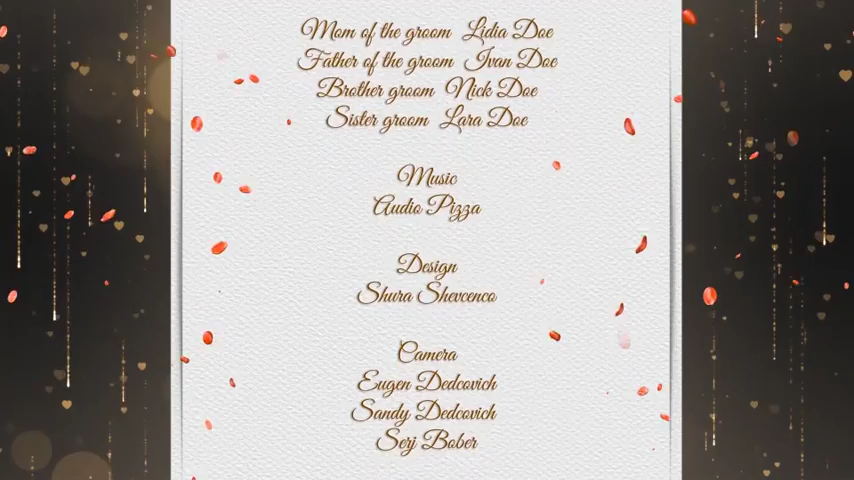 Mom of the groom Lidia Doe
Father of the groom Ivan Doe
Brother groom Nick Doe
Sister groom Lara Doe
Music
Audio Pizza
Design
Shura Shevcenco
Camera
Eugen Dedcovich
Sandy Dedcovich
Serj Bober